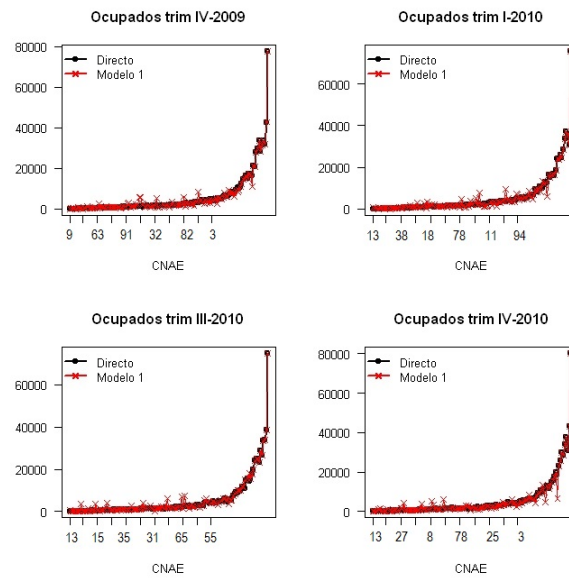 Ocupados trim IV-2009
80000
60000
40000
20000
0
Directo
Modelo 1
9 63 91 32 82 3
CNAE
Ocupados trim I-2010
60000
40000
20000
0
Directo
Modelo 1
13 38 18 78 11 94
CNAE
Ocupados trim III-2010
60000
40000
20000
0
Directo
Modelo 1
13 15 35 31 65 55
CNAE
Ocupados trim IV-2010
80000
60000
40000
20000
0
Directo
Modelo 1
13 27 8 78 25 3
CNAE